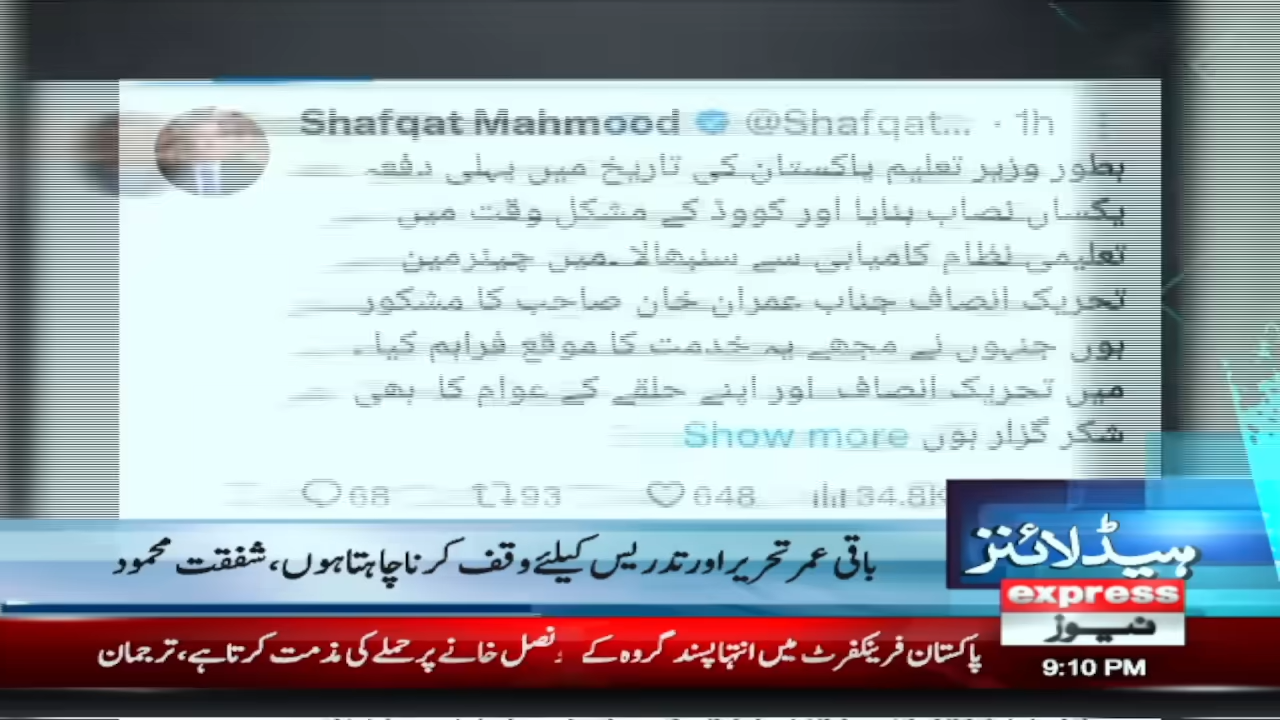 Shafqat Mahmood @Shafqat... · 1h
بطور وزیر تعلیم پاکستان کی تاریخ میں پہلی دفعہ
یکساں نصاب بنایا اور کووڈ کے مشکل وقت میں
تعلیمی نظام کامیابی سے سنبھالا۔میں چیئرمین
تحریک انصاف جناب عمران خان صاحب کا مشکور
ہوں جنہوں نے مجھے یہ خدمت کا موقع فراہم کیا۔
میں تحریک انصاف اور اپنے حلقے کے عوام کا بھی
شکر گزار ہوں Show more
68 93 648 34.8K
باقی عمر تحریر اور تدریس کیلئے وقف کرنا چاہتا ہوں، شفقت محمود
ہیڈلائنز
express
نیوز
پاکستان فرینکفرٹ میں انتہا پسند گروہ کے نصل خانے پر حملے کی مذمت کرتا ہے، ترجمان
9:10 PM